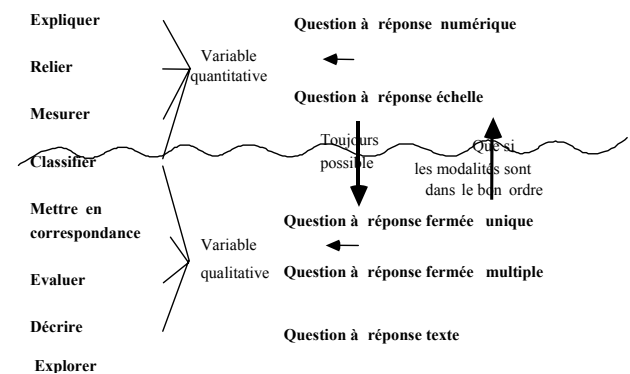 Expliquer
Relier
Mesurer
Classifier
Mettre en
correspondance
Evaluer
Décrire
Explorer
Variable
quantitative
Variable
qualitative
Question à réponse numérique
Question à réponse échelle
Toujours
possible
Que si
les modalités sont
dans le bon ordre
Question à réponse fermée unique
Question à réponse fermée multiple
Question à réponse texte